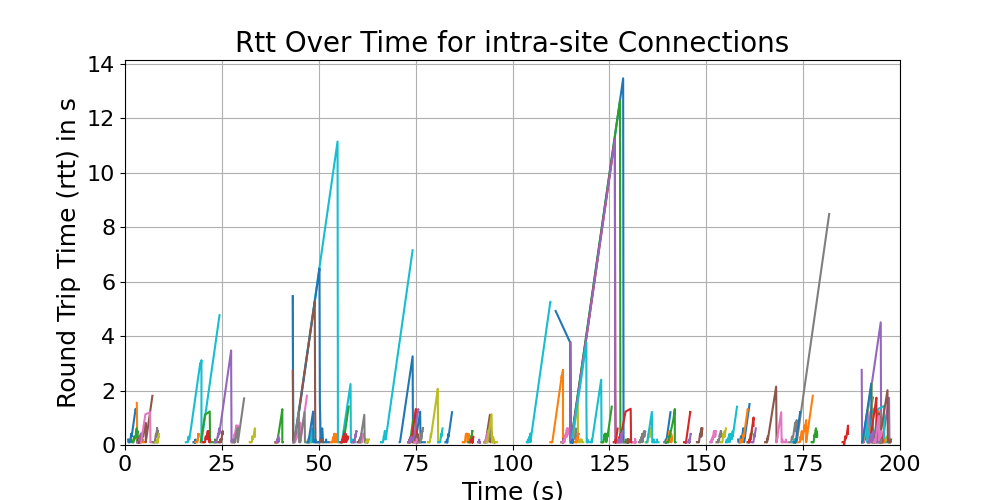 Rtt Over Time for intra-site Connections
Round Trip Time (rtt) in s
14
12
10
8
6
4
2
0
0 25 50 75 100 125 150 175 200
Time (s)